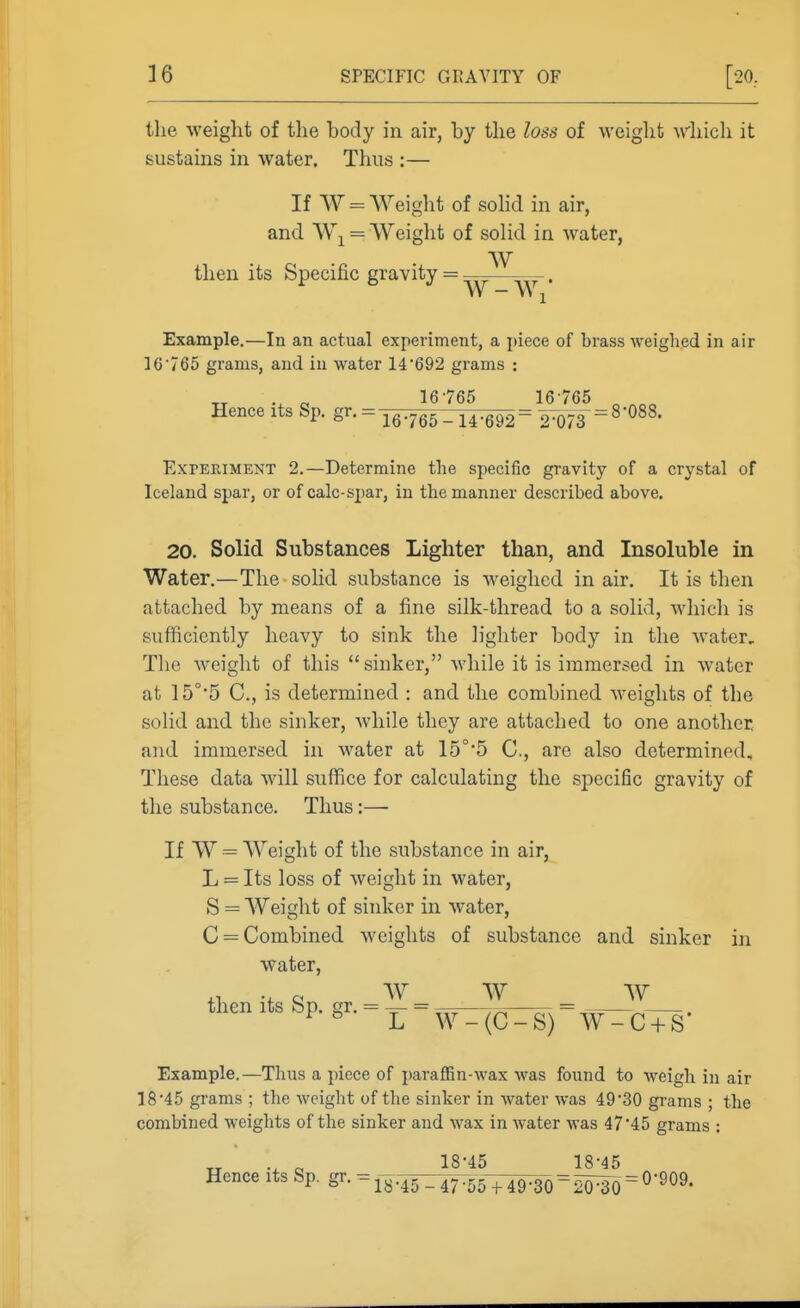 16 SPECIFIC GRAVITY OF [20.
the weight of the body in air, by the loss of weight which it
sustains in water. Thus :—
If W = Weight of solid in air,
and W₁ = Weight of solid in water,
then its Specific gravity = W / (W - W₁).
Example.—In an actual experiment, a piece of brass weighed in air
16·765 grams, and in water 14·692 grams :
Hence its Sp. gr. = 16·765 / (16·765 - 14·692) = 16·765 / 2·073 = 8·088.
Experiment 2.—Determine the specific gravity of a crystal of
Iceland spar, or of calc-spar, in the manner described above.
20. Solid Substances Lighter than, and Insoluble in
Water.—The solid substance is weighed in air. It is then
attached by means of a fine silk-thread to a solid, which is
sufficiently heavy to sink the lighter body in the water.
The weight of this “sinker,” while it is immersed in water
at 15°·5 C., is determined : and the combined weights of the
solid and the sinker, while they are attached to one another
and immersed in water at 15°·5 C., are also determined.
These data will suffice for calculating the specific gravity of
the substance. Thus :—
If W = Weight of the substance in air,
L = Its loss of weight in water,
S = Weight of sinker in water,
C = Combined weights of substance and sinker in
water,
then its Sp. gr. = W / L = W / (W - (C - S)) = W / (W - C + S).
Example.—Thus a piece of paraffin-wax was found to weigh in air
18·45 grams ; the weight of the sinker in water was 49·30 grams ; the
combined weights of the sinker and wax in water was 47·45 grams :
Hence its Sp. gr. = 18·45 / (18·45 - 47·55 + 49·30) = 18·45 / 20·30 = 0·909.